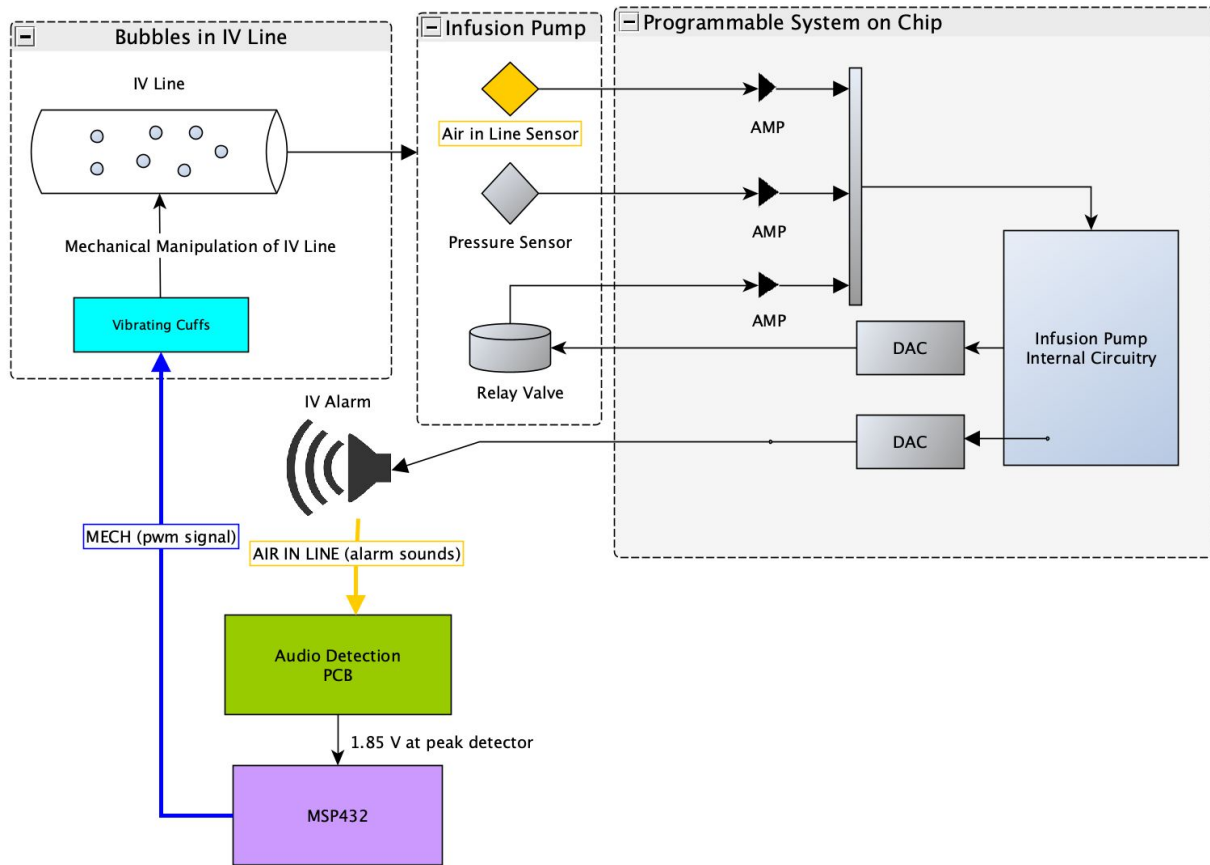 Bubbles in IV Line
IV Line
Mechanical Manipulation of IV Line
Vibrating Cuffs
Infusion Pump
Air in Line Sensor
Pressure Sensor
Relay Valve
Programmable System on Chip
AMP
AMP
AMP
DAC
DAC
Infusion Pump
Internal Circuitry
IV Alarm
MECH (pwm signal)
AIR IN LINE (alarm sounds)
Audio Detection
PCB
1.85 V at peak detector
MSP432